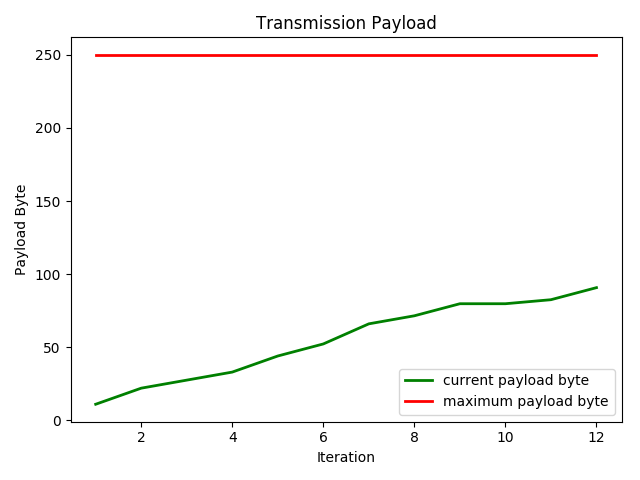 Transmission Payload
250
200
150
100
50
0
Payload Byte
current payload byte
maximum payload byte
2 4 6 8 10 12
Iteration